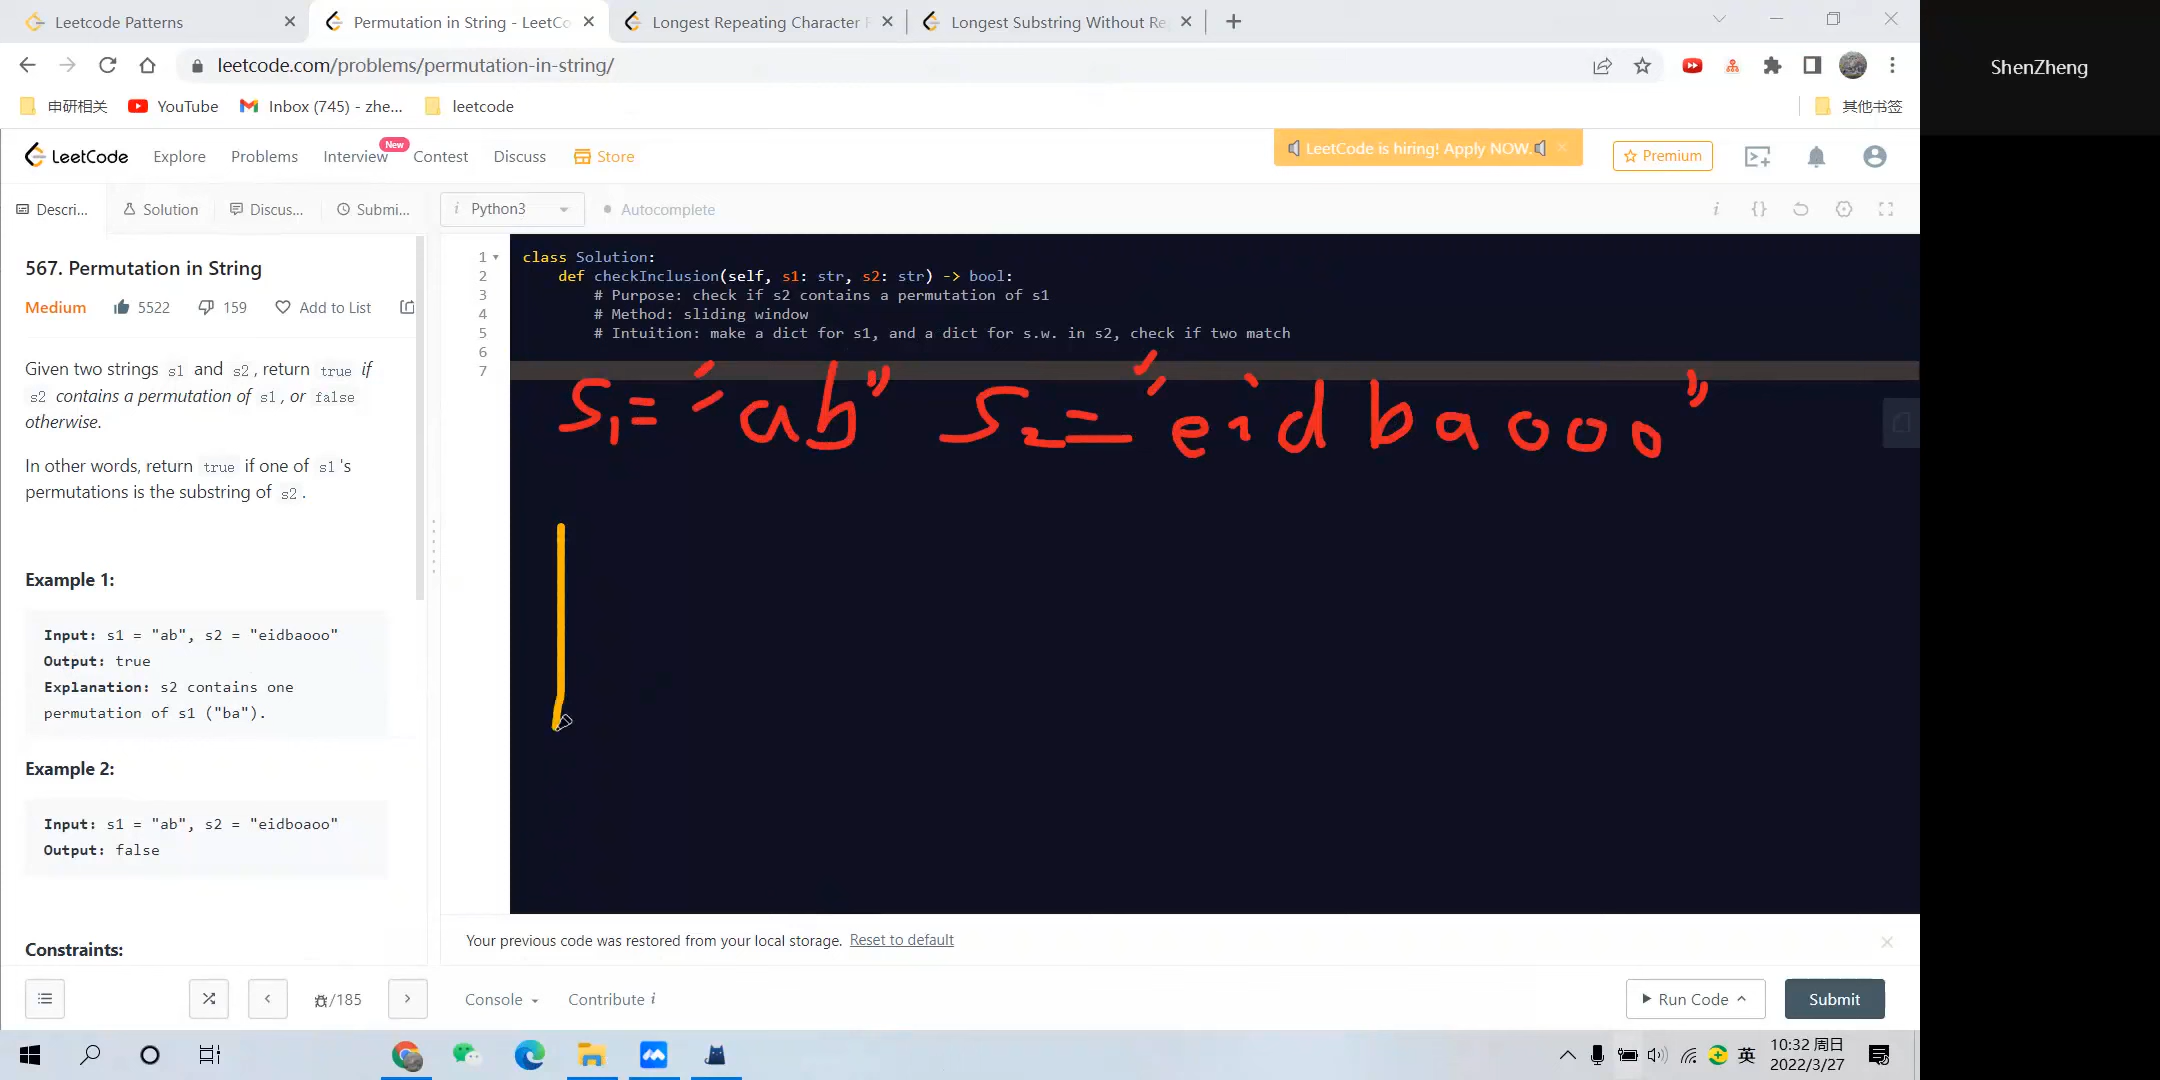 Leetcode Patterns
Permutation in String - LeetCo
Longest Repeating Character R
Longest Substring Without Re
leetcode.com/problems/permutation-in-string/
申研相关
YouTube
Inbox (745) - zhe...
leetcode
其他书签
ShenZheng
LeetCode
Explore
Problems
Interview
New
Contest
Discuss
Store
LeetCode is hiring! Apply NOW.
Premium
Descri...
Solution
Discus...
Submi...
i Python3
Autocomplete
567. Permutation in String
Medium 5522 159 Add to List
Given two strings s1 and s2, return true if
s2 contains a permutation of s1, or false
otherwise.
In other words, return true if one of s1's
permutations is the substring of s2.
Example 1:
Input: s1 = "ab", s2 = "eidbaooo"
Output: true
Explanation: s2 contains one
permutation of s1 ("ba").
Example 2:
Input: s1 = "ab", s2 = "eidboaoo"
Output: false
Constraints:
/185
1 class Solution:
2 def checkInclusion(self, s1: str, s2: str) -> bool:
3 # Purpose: check if s2 contains a permutation of s1
4 # Method: sliding window
5 # Intuition: make a dict for s1, and a dict for s.w. in s2, check if two match
6
7
S1= "ab" S2= "eidbaooo"
Your previous code was restored from your local storage. Reset to default
Console
Contribute i
Run Code
Submit
英
10:32 周日
2022/3/27